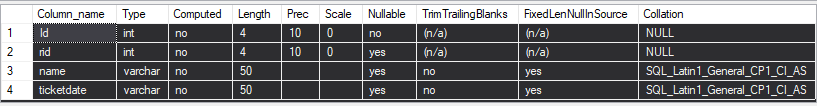 Column_name Type Computed Length Prec Scale Nullable TrimTrailingBlanks FixedLenNullInSource Collation
1 Id int no 4 10 0 no (n/a) (n/a) NULL
2 rid int no 4 10 0 yes (n/a) (n/a) NULL
3 name varchar no 50 yes no yes SQL_Latin1_General_CP1_CI_AS
4 ticketdate varchar no 50 yes no yes SQL_Latin1_General_CP1_CI_AS